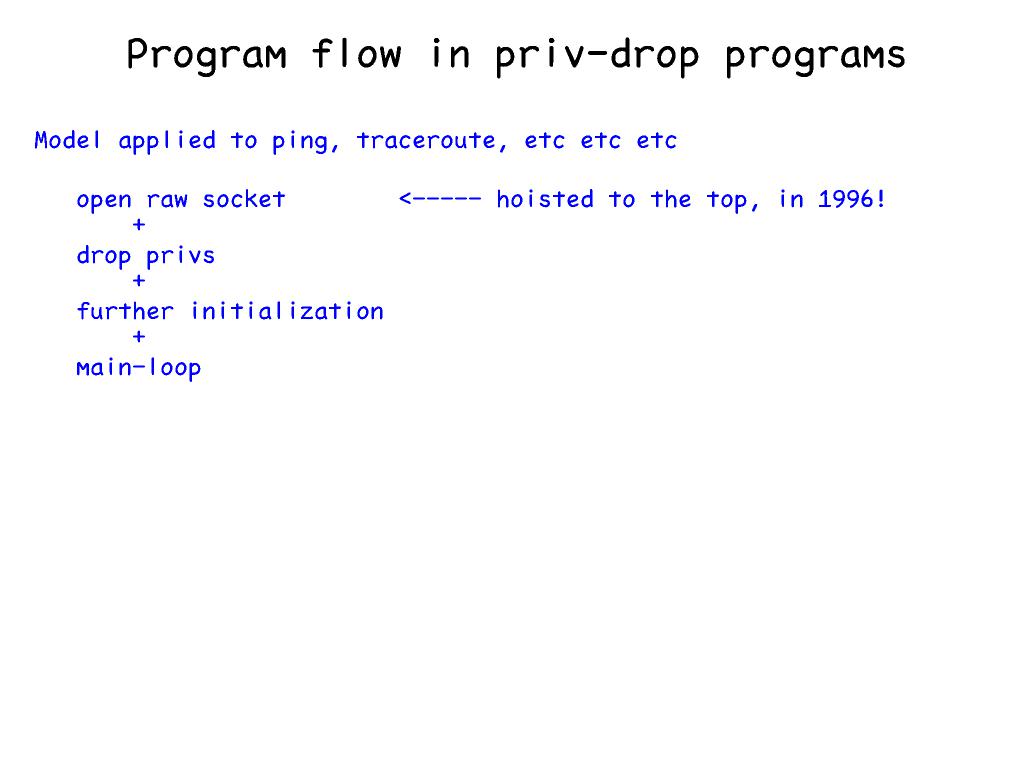 Program flow in priv-drop programs
Model applied to ping, traceroute, etc etc etc
open raw socket <----- hoisted to the top, in 1996!
+
drop privs
+
further initialization
+
main-loop